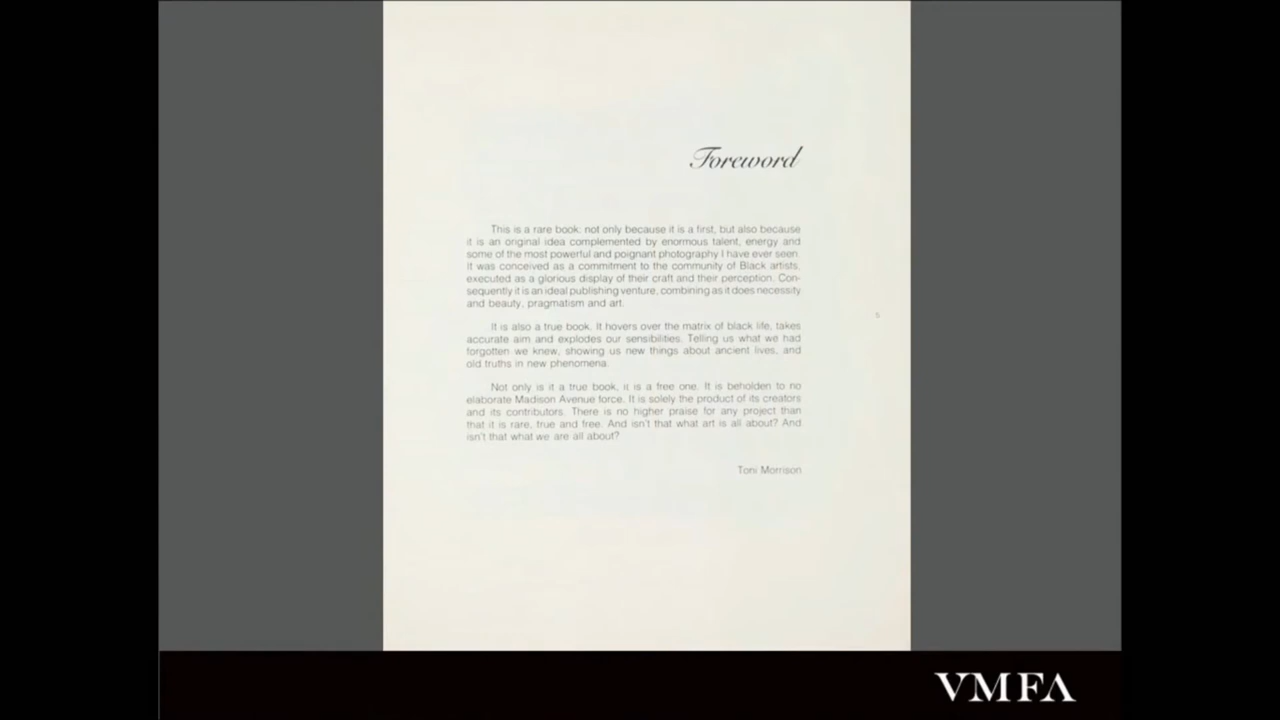 Foreword
This is a rare book: not only because it is a first, but also because
it is an original idea complemented by enormous talent, energy and
some of the most powerful and poignant photography I have ever seen.
It was conceived as a commitment to the community of Black artists,
executed as a glorious display of their craft and their perception. Con-
sequently it is an ideal publishing venture, combining as it does necessity
and beauty, pragmatism and art.
It is also a true book. It hovers over the matrix of black life, takes
accurate aim and explodes our sensibilities. Telling us what we had
forgotten we knew, showing us new things about ancient lives, and
old truths in new phenomena.
Not only is it a true book, it is a free one. It is beholden to no
elaborate Madison Avenue force. It is solely the product of its creators
and its contributors. There is no higher praise for any project than
that it is rare, true and free. And isn't that what art is all about? And
isn't that what we are all about?
Toni Morrison
5
VMFA